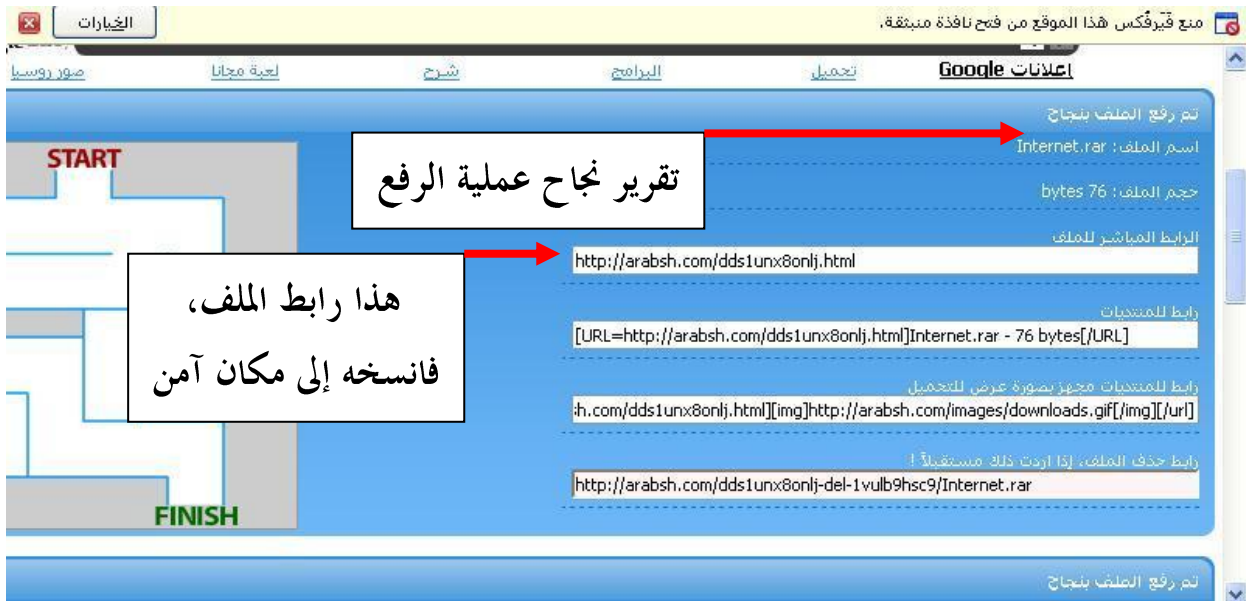 منع فَيَرفُكس هذا الموقع من فتح نافذة منبثقة.
الخيارات
إعلانات Google
تحميل
البرامج
شرح
لعبة مجانا
صور روسيا
تم رفع الملف بنجاح
اسم الملف: Internet.rar
تقرير نجاح عملية الرفع
حجم الملف: 76 bytes
الرابط المباشر للملف
http://arabsh.com/dds1unx8onlj.html
هذا رابط الملف،
فانسخه إلى مكان آمن
رابط للمنتديات
[URL=http://arabsh.com/dds1unx8onlj.html]Internet.rar - 76 bytes[/URL]
رابط للمنتديات مجهز بصورة عرض للتحميل
h.com/dds1unx8onlj.html][img]http://arabsh.com/images/downloads.gif[/img][/url]
رابط حذف الملف، إذا اردت ذلك مستقبلاً !
http://arabsh.com/dds1unx8onlj-del-1vulb9hsc9/Internet.rar
START
FINISH
تم رفع الملف بنجاح